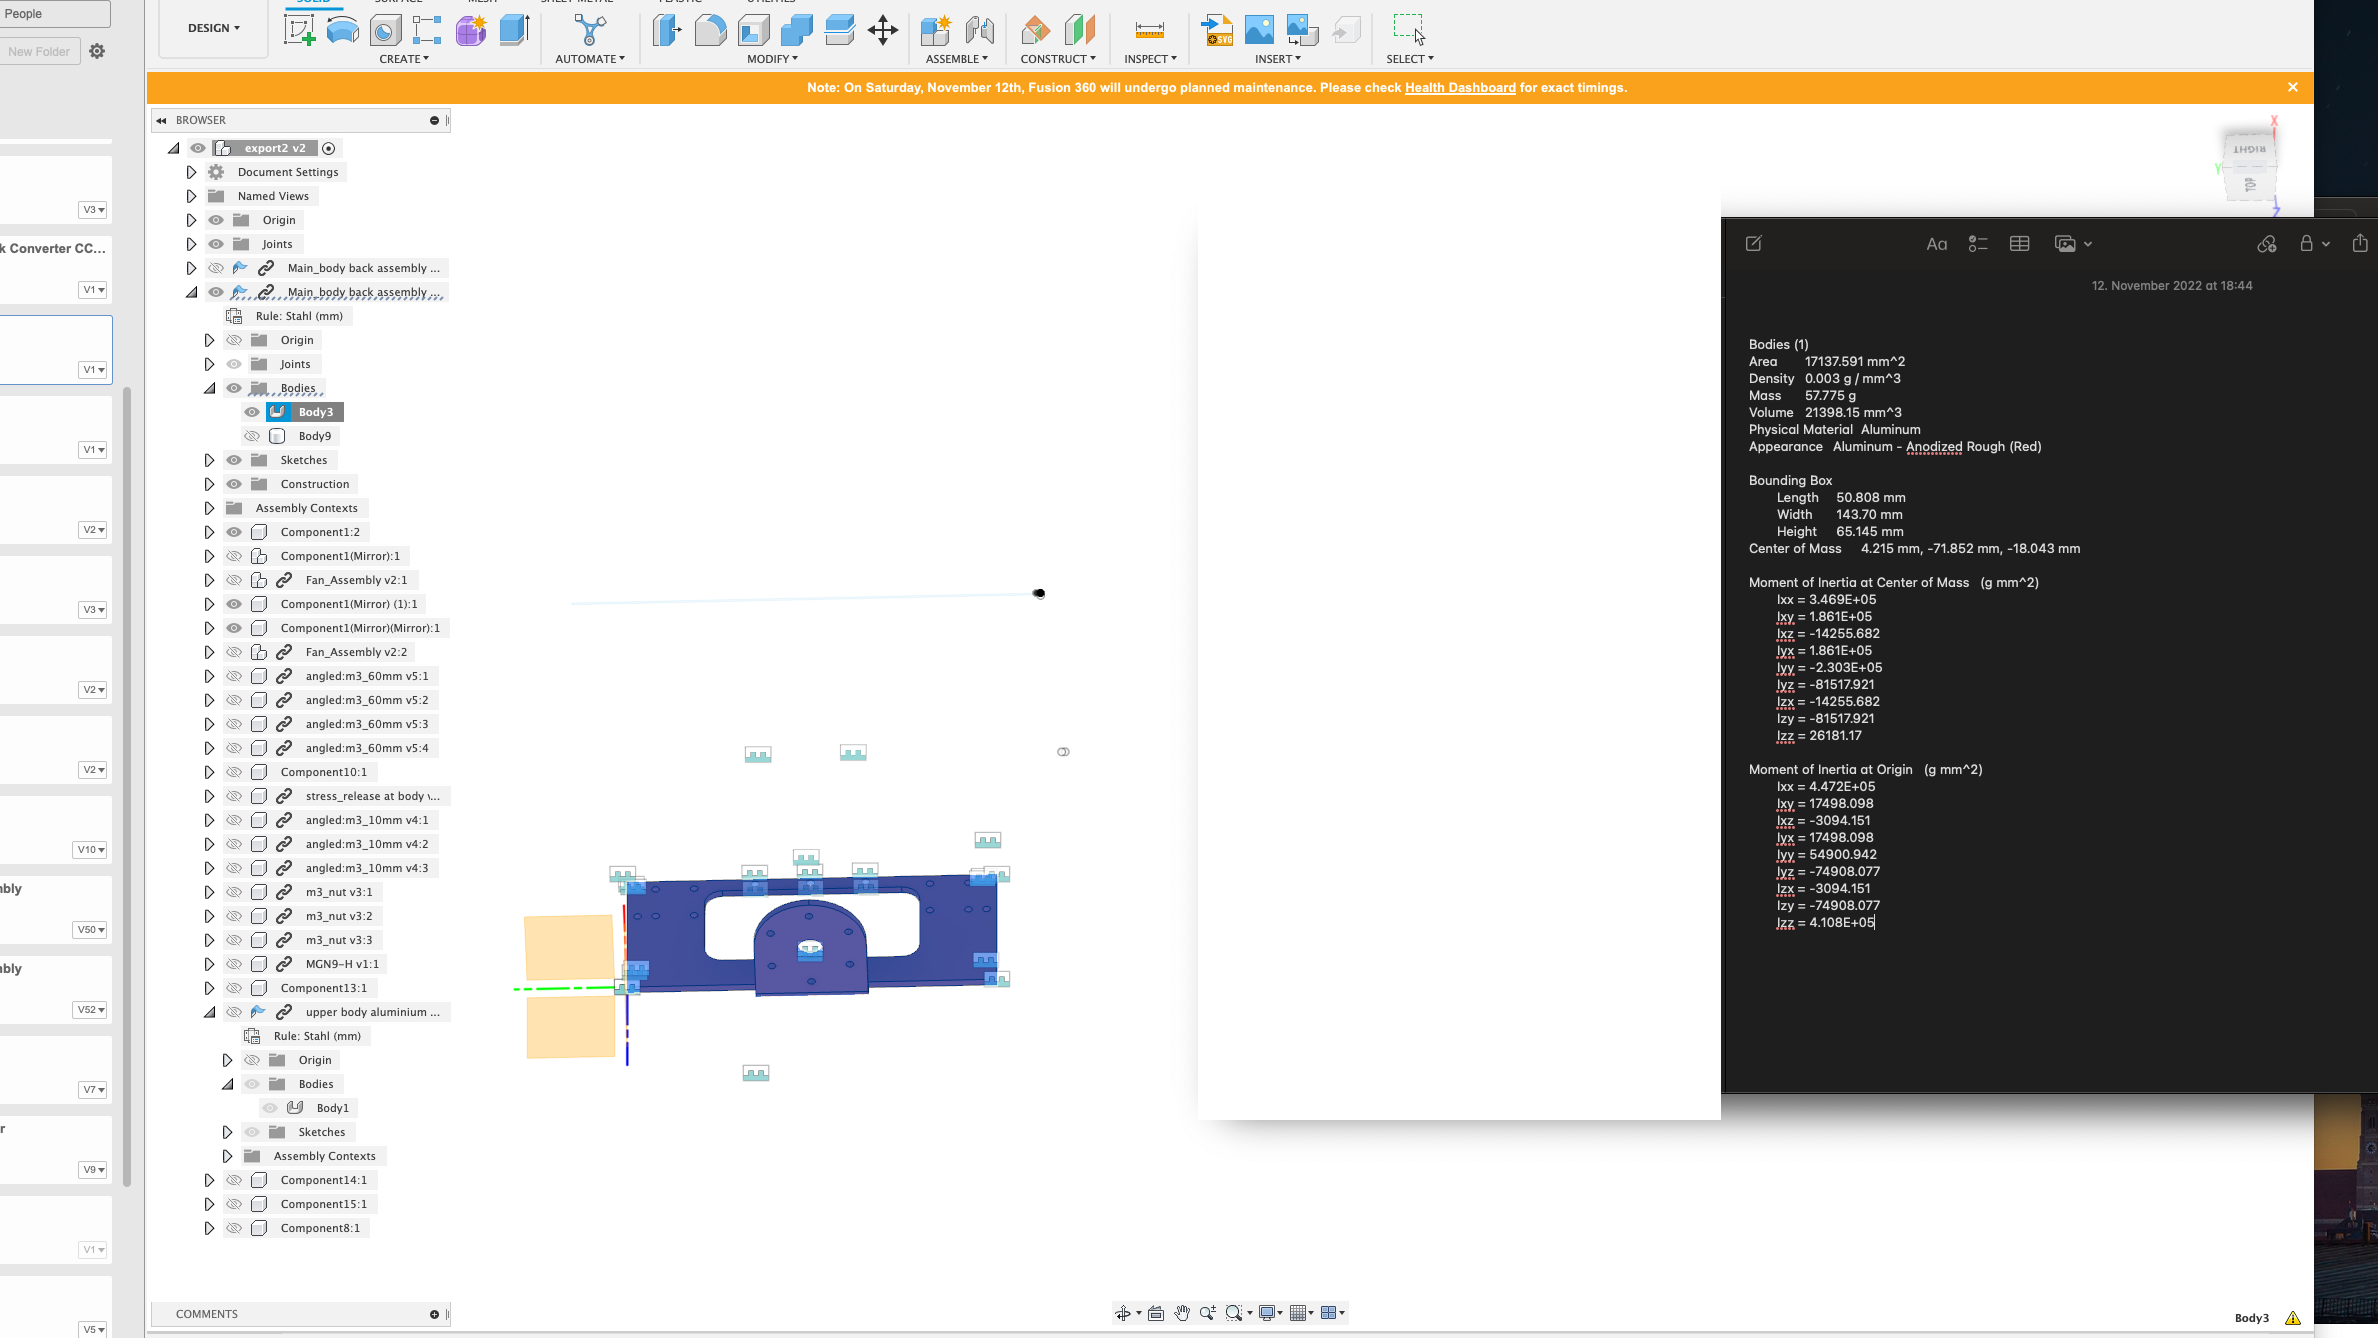 People
New Folder
V3
k Converter CC...
V1
V1
V1
V2
V3
V2
V2
V10
mbly
V50
mbly
V52
V7
r
V9
V1
V5
DESIGN
SOLID
SURFACE
MESH
SHEET METAL
PLASTIC
UTILITIES
CREATE
AUTOMATE
MODIFY
ASSEMBLE
CONSTRUCT
INSPECT
INSERT
SELECT
SVG
Note: On Saturday, November 12th, Fusion 360 will undergo planned maintenance. Please check Health Dashboard for exact timings.
BROWSER
export2 v2
Document Settings
Named Views
Origin
Joints
Main_body back assembly ...
Main_body back assembly ...
Rule: Stahl (mm)
Origin
Joints
Bodies
Body3
Body9
Sketches
Construction
Assembly Contexts
Component1:2
Component1(Mirror):1
Fan_Assembly v2:1
Component1(Mirror) (1):1
Component1(Mirror)(Mirror):1
Fan_Assembly v2:2
angled:m3_60mm v5:1
angled:m3_60mm v5:2
angled:m3_60mm v5:3
angled:m3_60mm v5:4
Component10:1
stress_release at body ...
angled:m3_10mm v4:1
angled:m3_10mm v4:2
angled:m3_10mm v4:3
m3_nut v3:1
m3_nut v3:2
m3_nut v3:3
MGN9-H v1:1
Component13:1
upper body aluminium ...
Rule: Stahl (mm)
Origin
Bodies
Body1
Sketches
Assembly Contexts
Component14:1
Component15:1
Component8:1
COMMENTS
X
RIGHT
Y
TOP
Z
Aa
12. November 2022 at 18:44
Bodies (1)
Area 17137.591 mm^2
Density 0.003 g / mm^3
Mass 57.775 g
Volume 21398.15 mm^3
Physical Material Aluminum
Appearance Aluminum - Anodized Rough (Red)
Bounding Box
Length 50.808 mm
Width 143.70 mm
Height 65.145 mm
Center of Mass 4.215 mm, -71.852 mm, -18.043 mm
Moment of Inertia at Center of Mass (g mm^2)
Ixx = 3.469E+05
Ixy = 1.861E+05
Ixz = -14255.682
Iyx = 1.861E+05
Iyy = -2.303E+05
Iyz = -81517.921
Izx = -14255.682
Izy = -81517.921
Izz = 26181.17
Moment of Inertia at Origin (g mm^2)
Ixx = 4.472E+05
Ixy = 17498.098
Ixz = -3094.151
Iyx = 17498.098
Iyy = 54900.942
Iyz = -74908.077
Izx = -3094.151
Izy = -74908.077
Izz = 4.108E+05
Body3